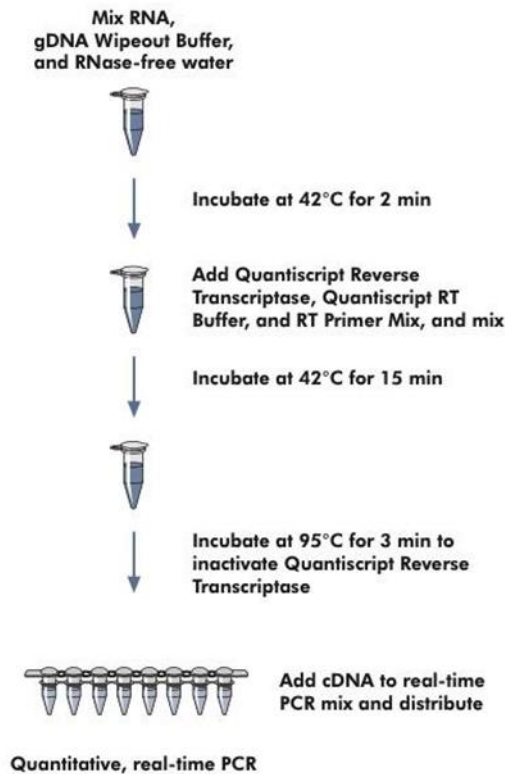 Mix RNA,
gDNA Wipeout Buffer,
and RNase-free water
Incubate at 42°C for 2 min
Add Quantiscript Reverse
Transcriptase, Quantiscript RT
Buffer, and RT Primer Mix, and mix
Incubate at 42°C for 15 min
Incubate at 95°C for 3 min to
inactivate Quantiscript Reverse
Transcriptase
Add cDNA to real-time
PCR mix and distribute
Quantitative, real-time PCR